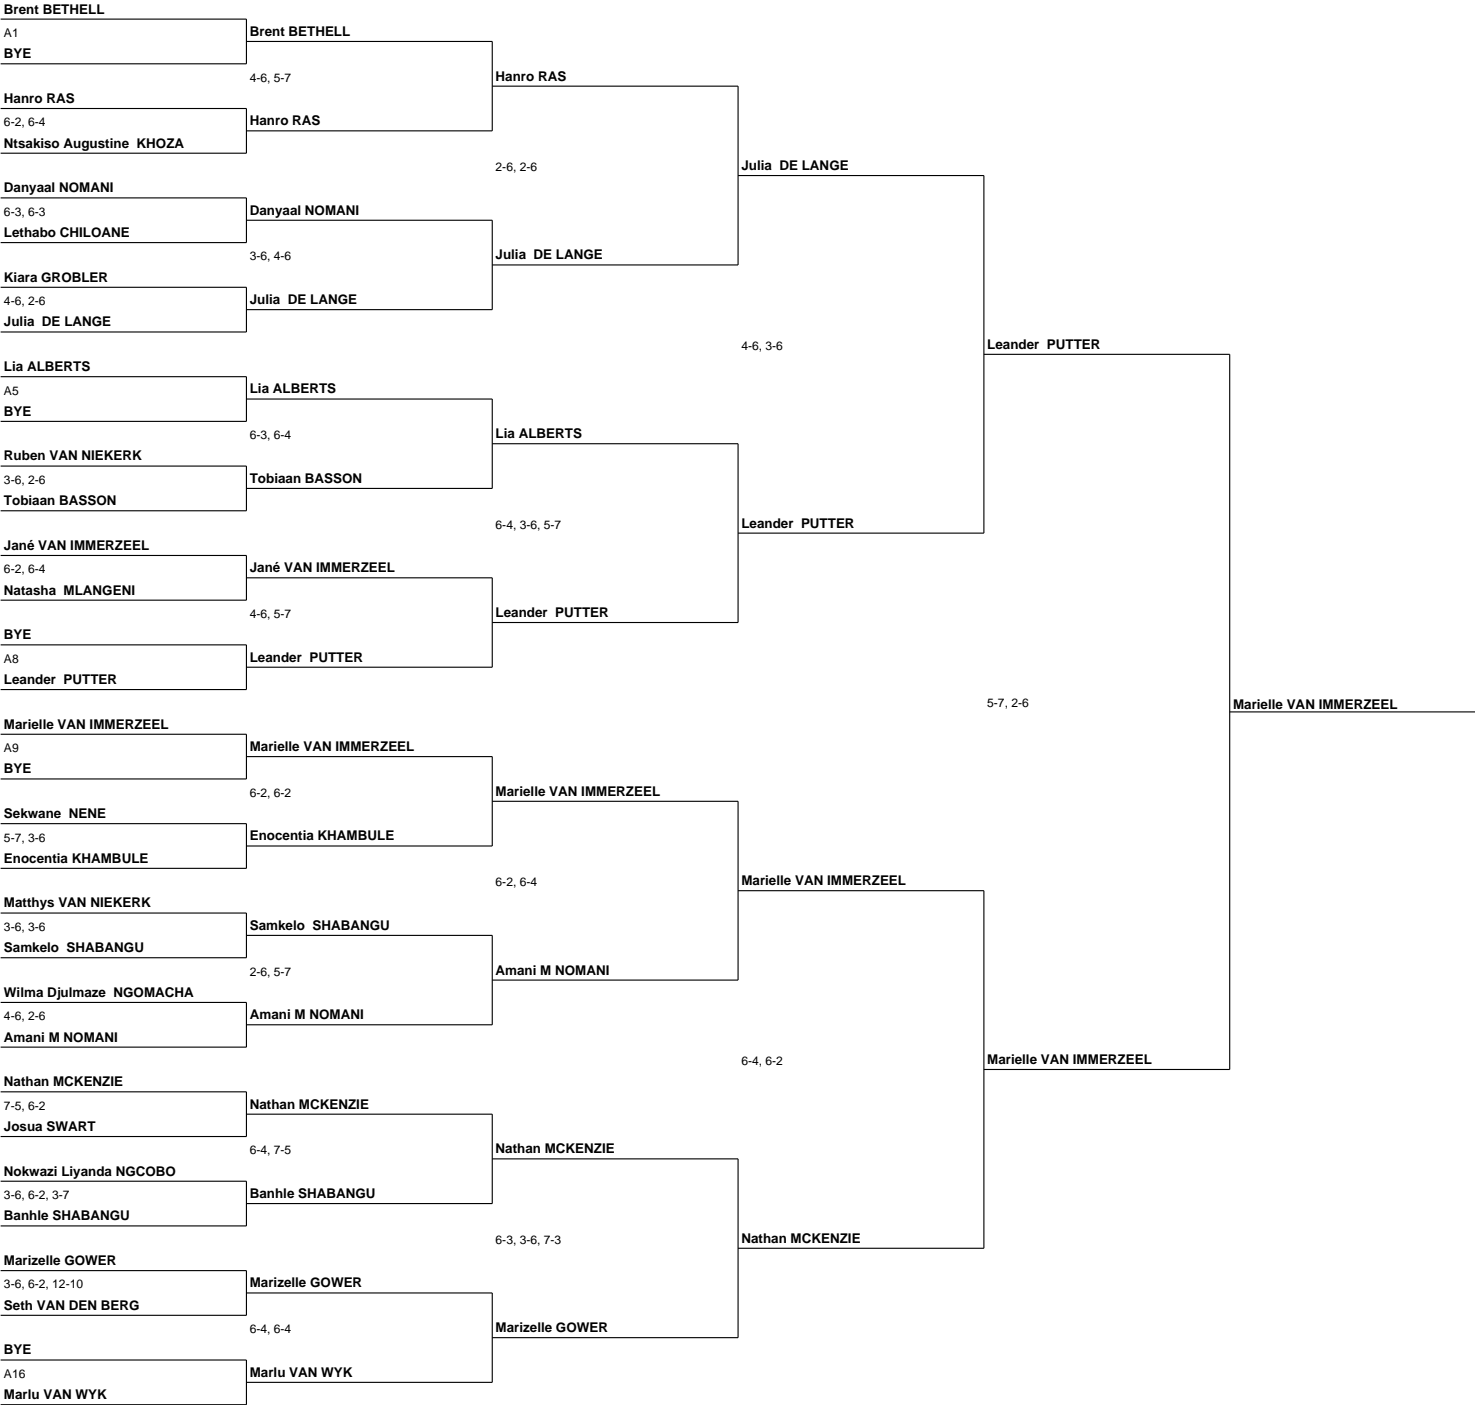 Brent BETHELL
A1
BYE
Hanro RAS
6-2, 6-4
Ntsakiso Augustine KHOZA
Danyaal NOMANI
6-3, 6-3
Lethabo CHILOANE
Kiara GROBLER
4-6, 2-6
Julia DE LANGE
Lia ALBERTS
A5
BYE
Ruben VAN NIEKERK
3-6, 2-6
Tobiaan BASSON
Jané VAN IMMERZEEL
6-2, 6-4
Natasha MLANGENI
BYE
A8
Leander PUTTER
Marielle VAN IMMERZEEL
A9
BYE
Sekwane NENE
5-7, 3-6
Enocentia KHAMBULE
Matthys VAN NIEKERK
3-6, 3-6
Samkelo SHABANGU
Wilma Djulmaze NGOMACHA
4-6, 2-6
Amani M NOMANI
Nathan MCKENZIE
7-5, 6-2
Josua SWART
Nokwazi Liyanda NGCOBO
3-6, 6-2, 3-7
Banhle SHABANGU
Marizelle GOWER
3-6, 6-2, 12-10
Seth VAN DEN BERG
BYE
A16
Marlu VAN WYK
Brent BETHELL
4-6, 5-7
Hanro RAS
Danyaal NOMANI
3-6, 4-6
Julia DE LANGE
Lia ALBERTS
6-3, 6-4
Tobiaan BASSON
Jané VAN IMMERZEEL
4-6, 5-7
Leander PUTTER
Marielle VAN IMMERZEEL
6-2, 6-2
Enocentia KHAMBULE
Samkelo SHABANGU
2-6, 5-7
Amani M NOMANI
Nathan MCKENZIE
6-4, 7-5
Banhle SHABANGU
Marizelle GOWER
6-4, 6-4
Marlu VAN WYK
Hanro RAS
2-6, 2-6
Julia DE LANGE
Lia ALBERTS
6-4, 3-6, 5-7
Leander PUTTER
Marielle VAN IMMERZEEL
6-2, 6-4
Amani M NOMANI
Nathan MCKENZIE
6-3, 3-6, 7-3
Marizelle GOWER
Julia DE LANGE
4-6, 3-6
Leander PUTTER
Marielle VAN IMMERZEEL
6-4, 6-2
Nathan MCKENZIE
Leander PUTTER
5-7, 2-6
Marielle VAN IMMERZEEL
Marielle VAN IMMERZEEL